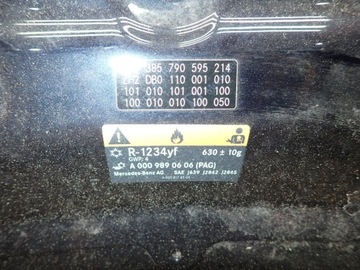 385 790 595 214
DB0 110 001 010
101 010 101 001 100
100 010 010 100 050
R-1234yf 630 ± 10g
GWP: 4
A 000 989 06 06 (PAG)
Mercedes-Benz AG SAE J639 J2842 J2845